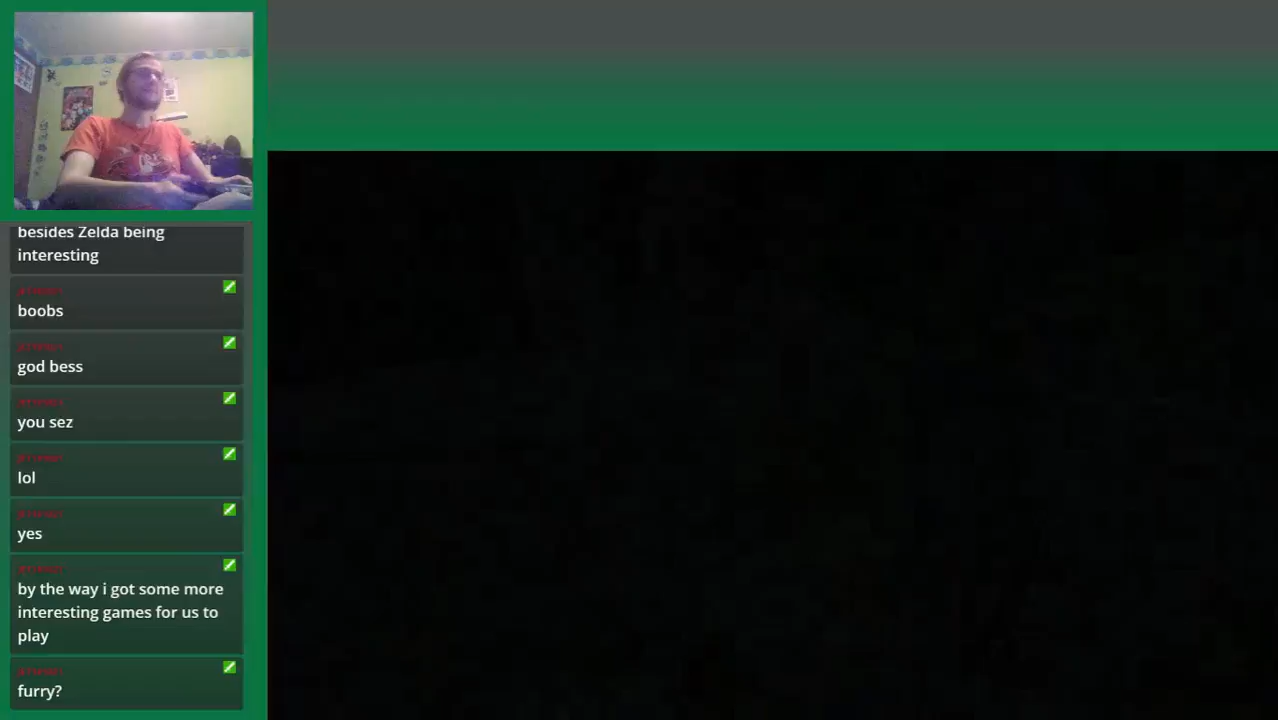 besides Zelda being
interesting
boobs
god bess
you sez
lol
yes
by the way i got some more
interesting games for us to
play
furry?